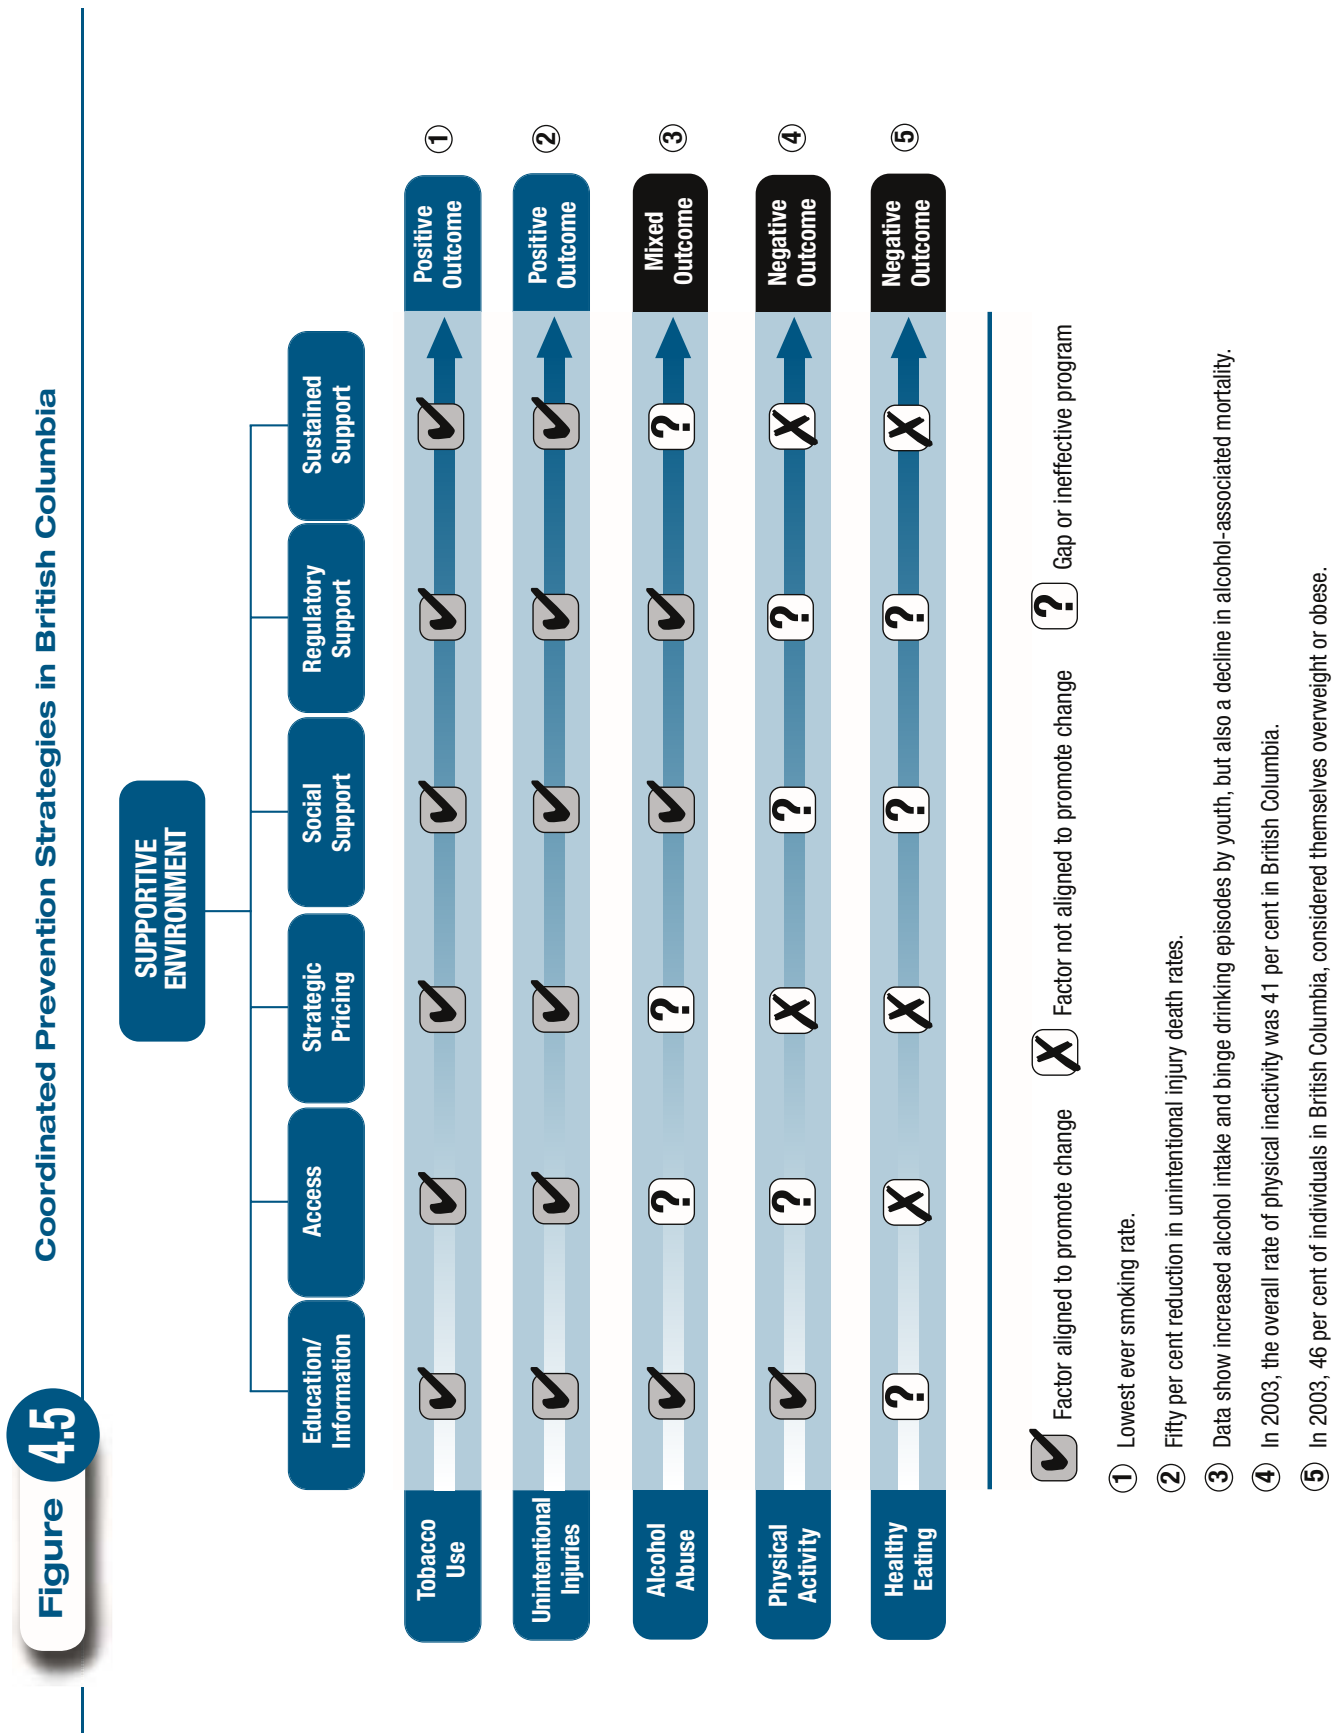 Figure 4.5
Coordinated Prevention Strategies in British Columbia
SUPPORTIVE
ENVIRONMENT
Education/
Information
Access
Strategic
Pricing
Social
Support
Regulatory
Support
Sustained
Support
Tobacco
Use
✓ ✓ ✓ ✓ ✓ ✓
Positive
Outcome
①
Unintentional
Injuries
✓ ✓ ✓ ✓ ✓ ✓
Positive
Outcome
②
Alcohol
Abuse
✓ ? ? ✓ ✓ ?
Mixed
Outcome
③
Physical
Activity
✓ ? X ? ? X
Negative
Outcome
④
Healthy
Eating
? X X ? ? X
Negative
Outcome
⑤
✓ Factor aligned to promote change X Factor not aligned to promote change ? Gap or ineffective program
① Lowest ever smoking rate.
② Fifty per cent reduction in unintentional injury death rates.
③ Data show increased alcohol intake and binge drinking episodes by youth, but also a decline in alcohol-associated mortality.
④ In 2003, the overall rate of physical inactivity was 41 per cent in British Columbia.
⑤ In 2003, 46 per cent of individuals in British Columbia, considered themselves overweight or obese.